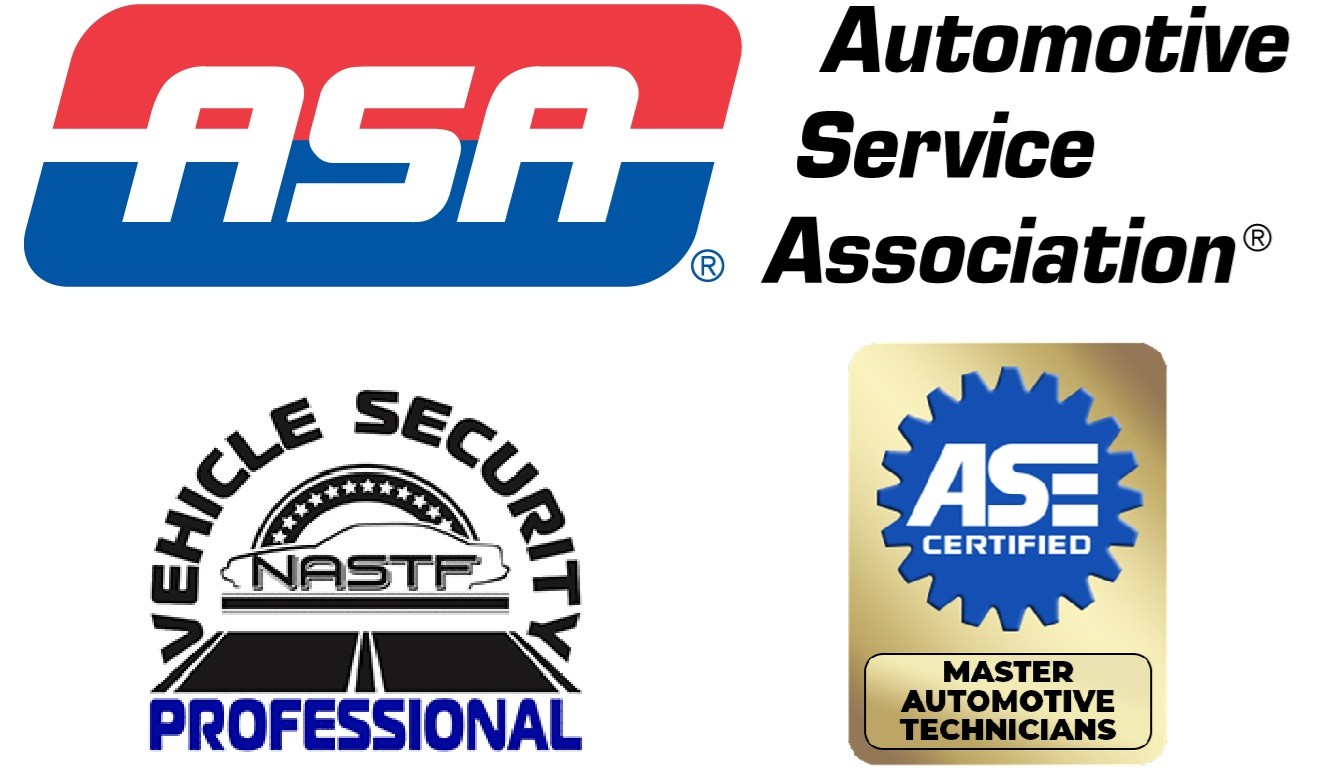 ASA®
Automotive
Service
Association®
VEHICLE SECURITY
NASTF
PROFESSIONAL
ASE
CERTIFIED
MASTER
AUTOMOTIVE
TECHNICIANS